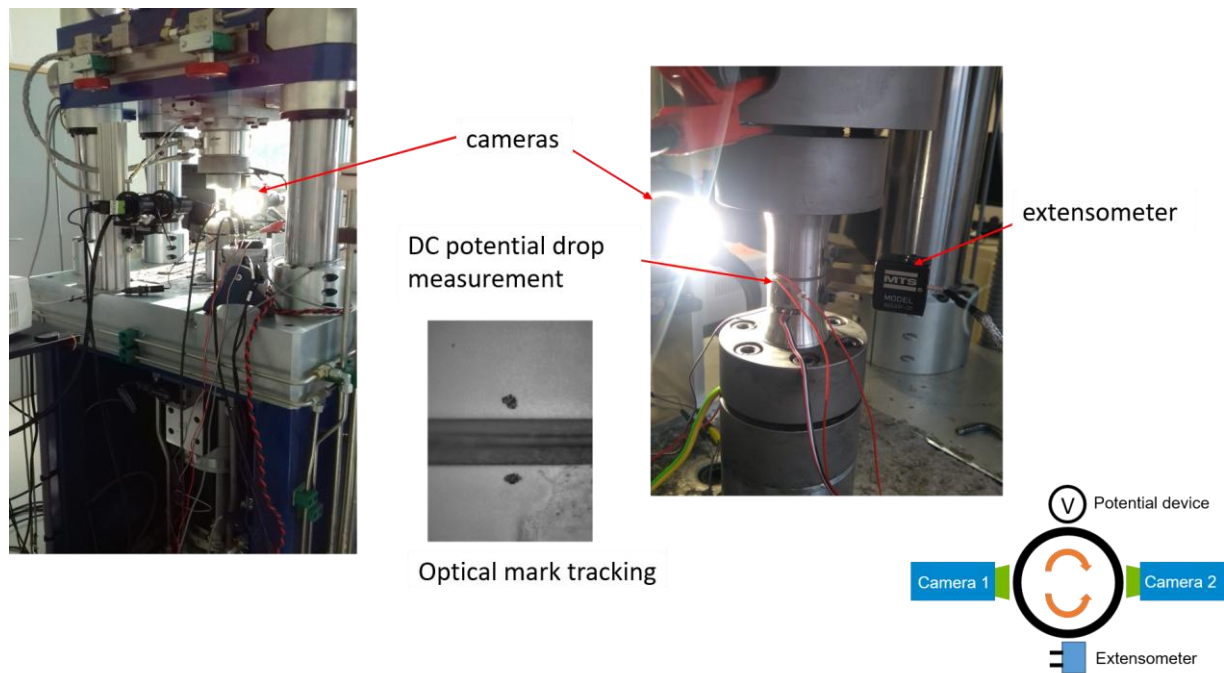 cameras
DC potential drop
measurement
extensometer
MTS
MODEL
Optical mark tracking
V
Potential device
Camera 1
Camera 2
Extensometer